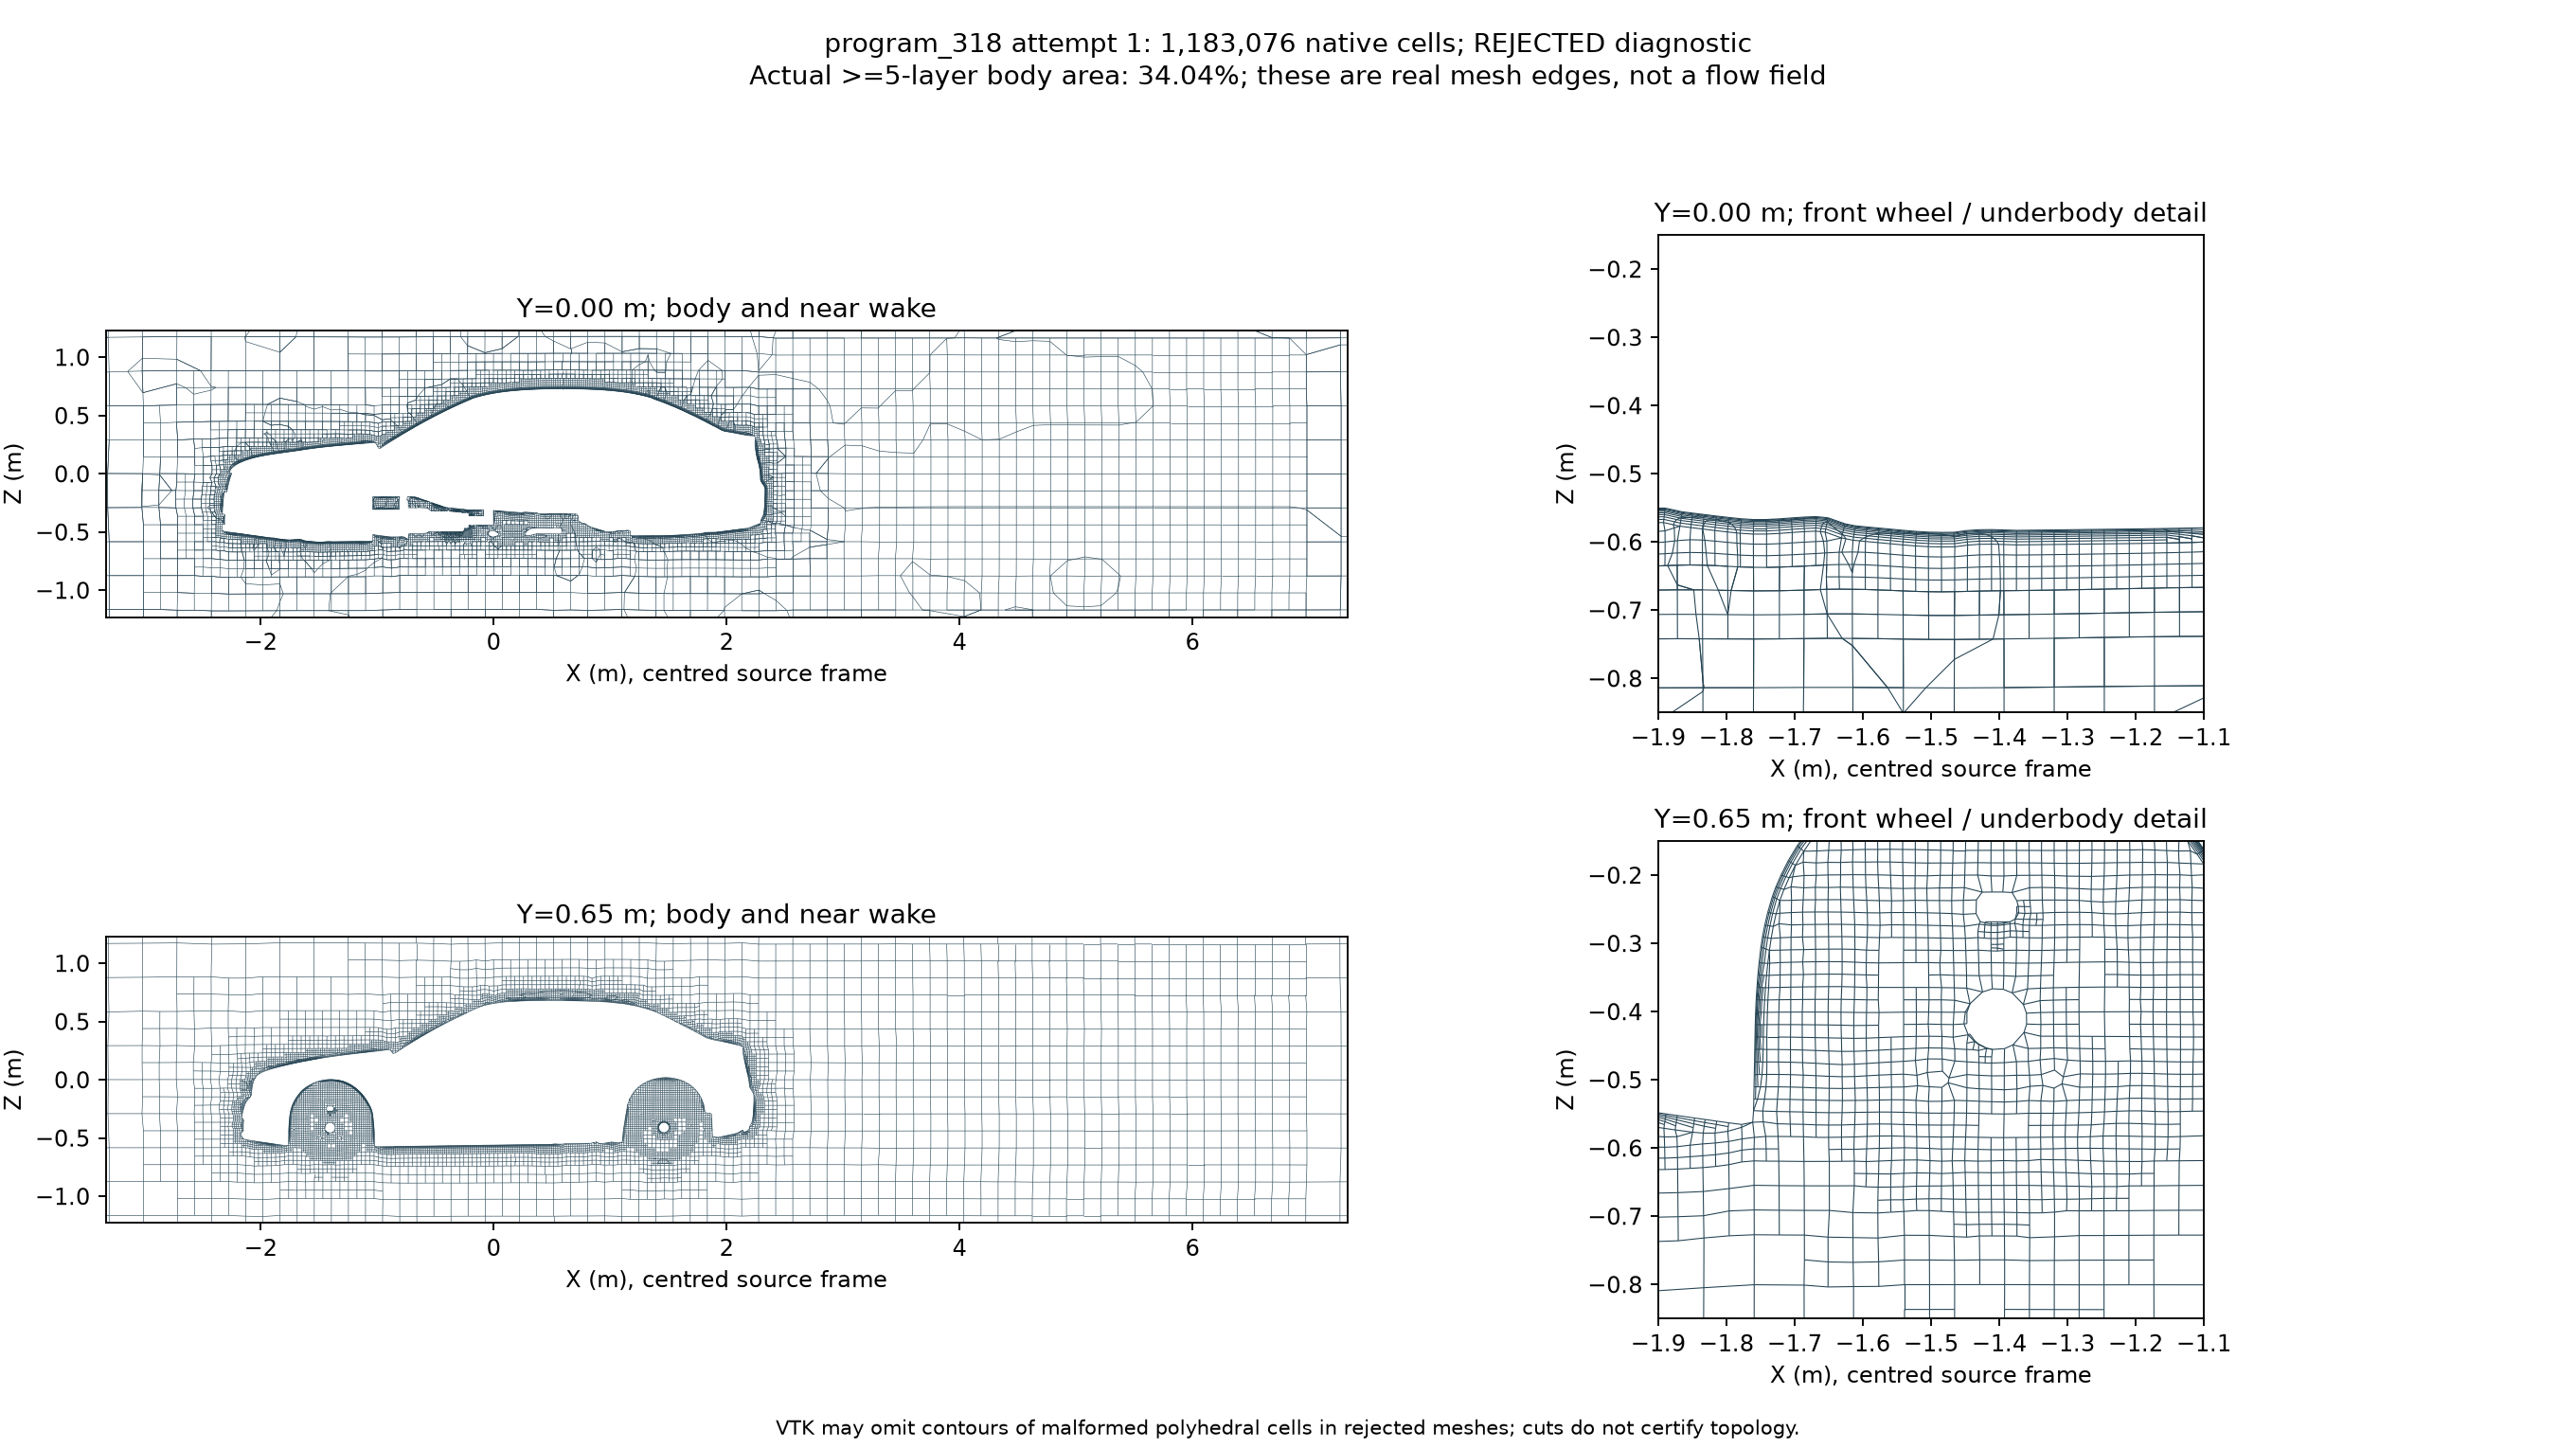 program_318 attempt 1: 1,183,076 native cells; REJECTED diagnostic
Actual >=5-layer body area: 34.04%; these are real mesh edges, not a flow field
Y=0.00 m; body and near wake
1.0
0.5
0.0
−0.5
−1.0
Z (m)
−2
0
2
4
6
X (m), centred source frame
Y=0.00 m; front wheel / underbody detail
−0.2
−0.3
−0.4
−0.5
−0.6
−0.7
−0.8
Z (m)
−1.9 −1.8 −1.7 −1.6 −1.5 −1.4 −1.3 −1.2 −1.1
X (m), centred source frame
Y=0.65 m; body and near wake
1.0
0.5
0.0
−0.5
−1.0
Z (m)
−2
0
2
4
6
X (m), centred source frame
Y=0.65 m; front wheel / underbody detail
−0.2
−0.3
−0.4
−0.5
−0.6
−0.7
−0.8
Z (m)
−1.9 −1.8 −1.7 −1.6 −1.5 −1.4 −1.3 −1.2 −1.1
X (m), centred source frame
VTK may omit contours of malformed polyhedral cells in rejected meshes; cuts do not certify topology.